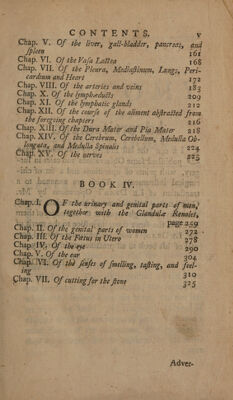 CONTENTS. v
Chap. V. Of the liver, gall-bladder, pancreas, and
spleen 161
Chap. VI. Of the Vasa Lactea 168
Chap. VII. Of the Pleura, Mediastinum, Lungs, Peri-
cardium and Heart 172
Chap. VIII. Of the arteries and veins 183
Chap. X. Of the lymphæducts 209
Chap. XI. Of the lymphatic glands 212
Chap. XII. Of the course of the aliment abstracted from
the foregoing chapters 216
Chap. XIII. Of the Dura Mater and Pia Mater 218
Chap. XIV. Of the Cerebrum, Cerebellum, Medulla Ob-
longata, and Medulla Spinalis 224
Chap. XV. Of the nerves 225
BOOK IV.
Chap. I. OF the urinary and genital parts of men,
together with the Glandulæ Renales,
page 259
Chap. II. Of the genital parts of women 272
Chap. III. Of the Fœtus in Utero 278
Chap. IV. Of the eye 290
Chap. V. Of the ear 304
Chap. VI. Of the senses of smelling, tasting, and feel-
ing 310
Chap. VII. Of cutting for the stone 325
Adver-